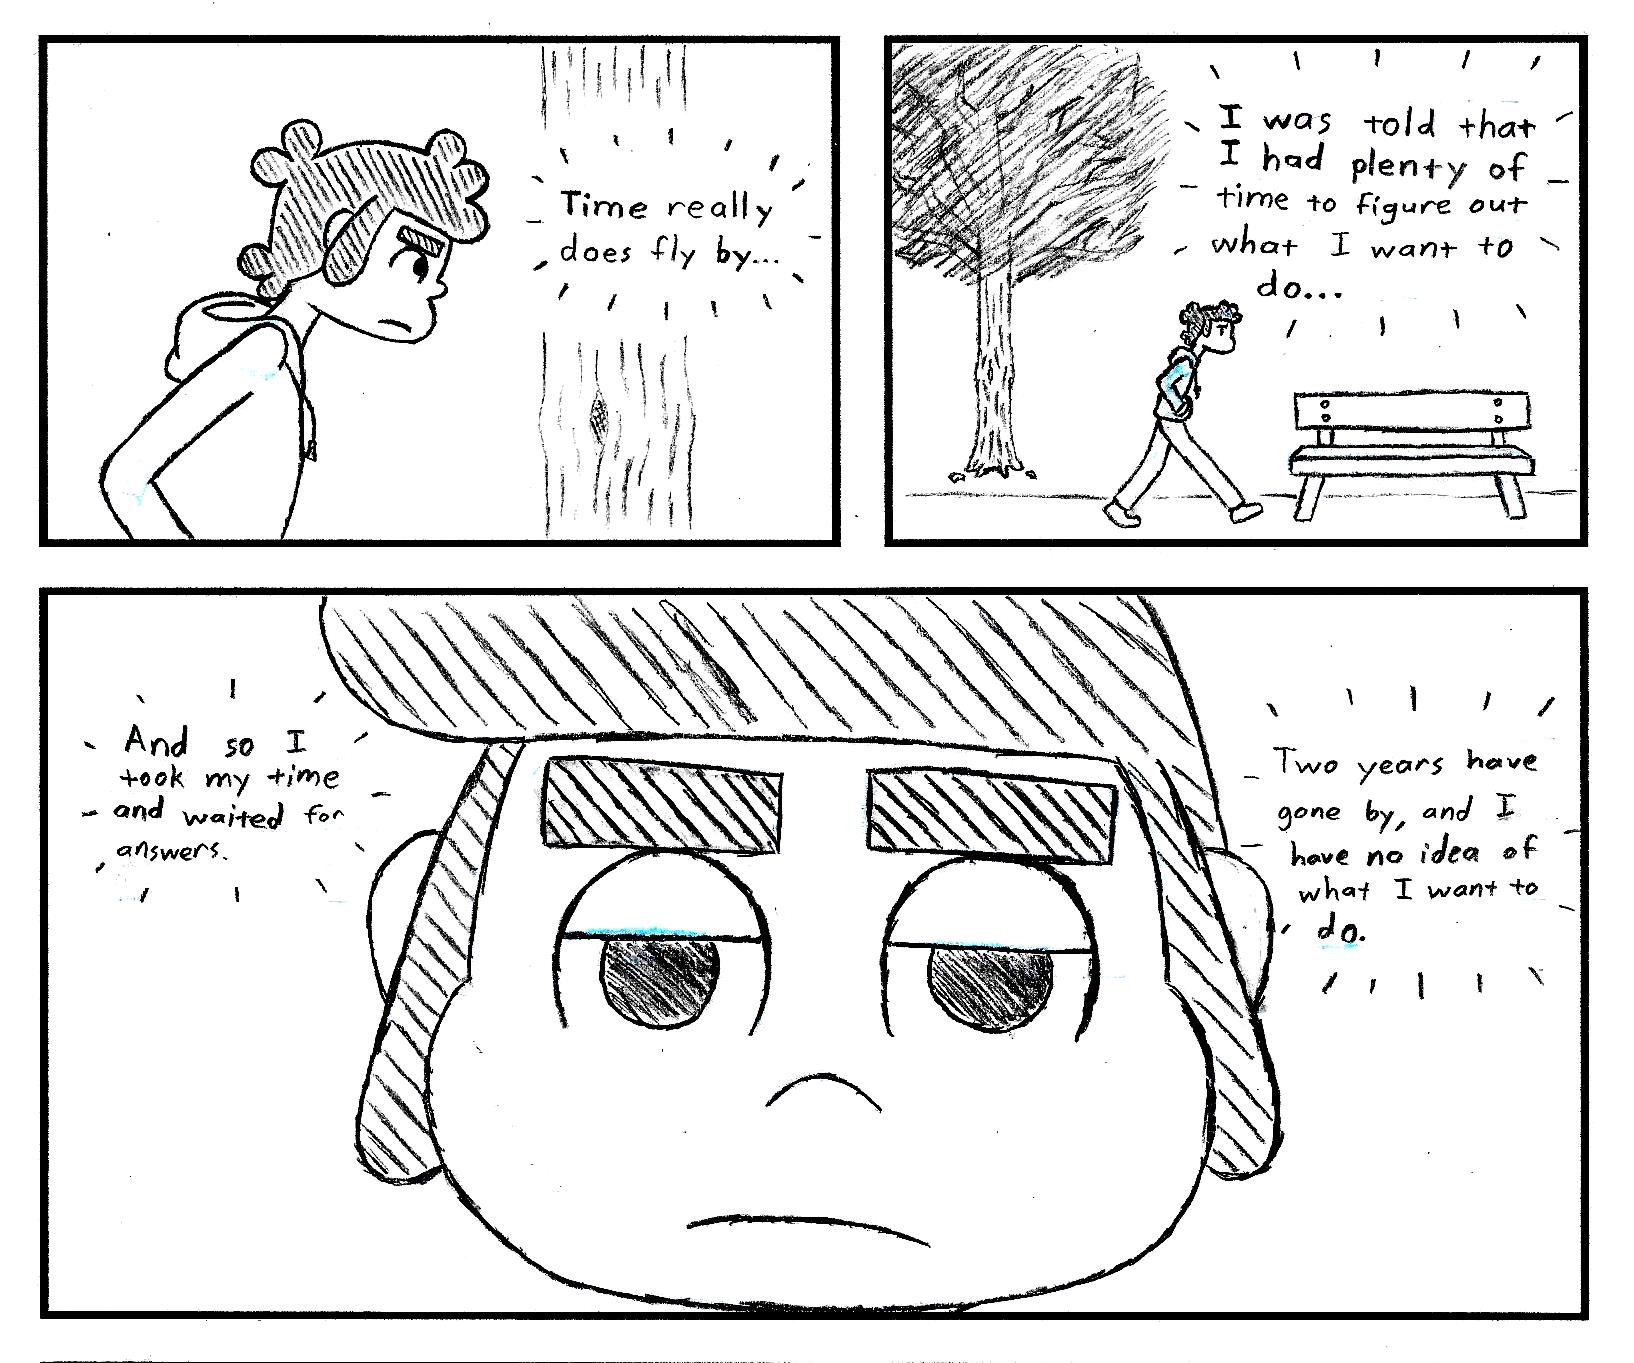 Time really
does fly by...
I was told that
I had plenty of
time to figure out
what I want to
do...
And so I
took my time
and waited for
answers.
Two years have
gone by, and I
have no idea of
what I want to
do.